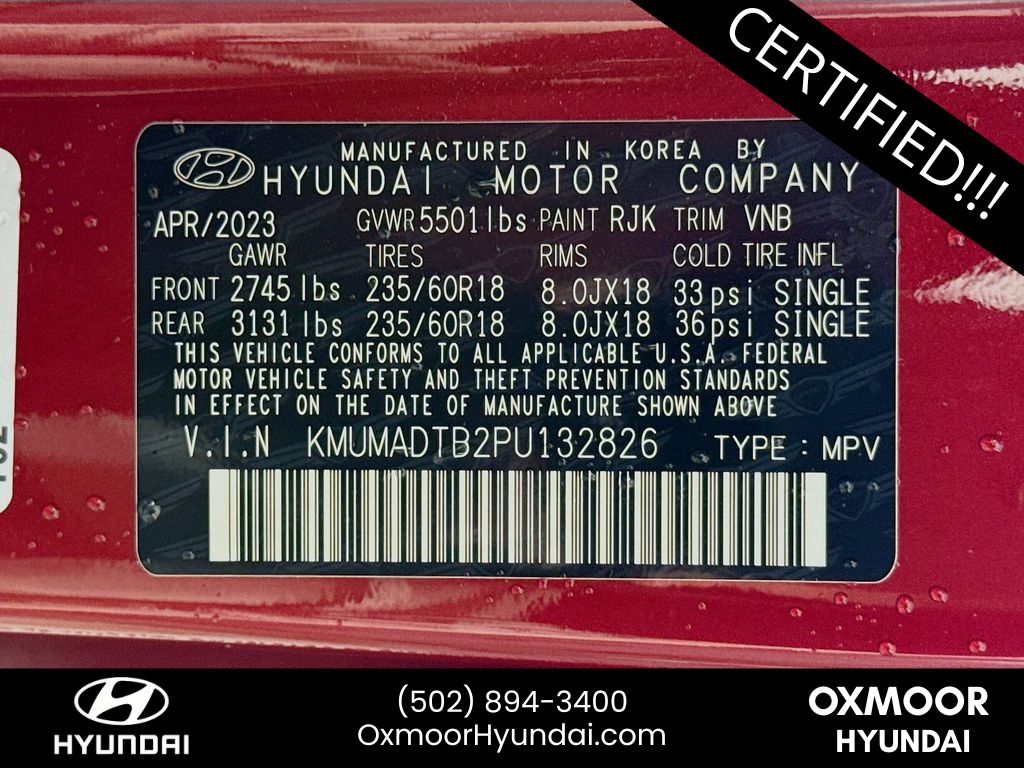 CERTIFIED!!!
MANUFACTURED IN KOREA BY
HYUNDAI MOTOR COMPANY
APR/2023 GVWR 5501lbs PAINT RJK TRIM VNB
GAWR TIRES RIMS COLD TIRE INFL
FRONT 2745 lbs 235/60R18 8.0JX18 33psi SINGLE
REAR 3131 lbs 235/60R18 8.0JX18 36psi SINGLE
THIS VEHICLE CONFORMS TO ALL APPLICABLE U.S.A. FEDERAL
MOTOR VEHICLE SAFETY AND THEFT PREVENTION STANDARDS
IN EFFECT ON THE DATE OF MANUFACTURE SHOWN ABOVE
V.I.N KMUMADTB2PU132826 TYPE : MPV
HYUNDAI
(502) 894-3400
OxmoorHyundai.com
OXMOOR
HYUNDAI